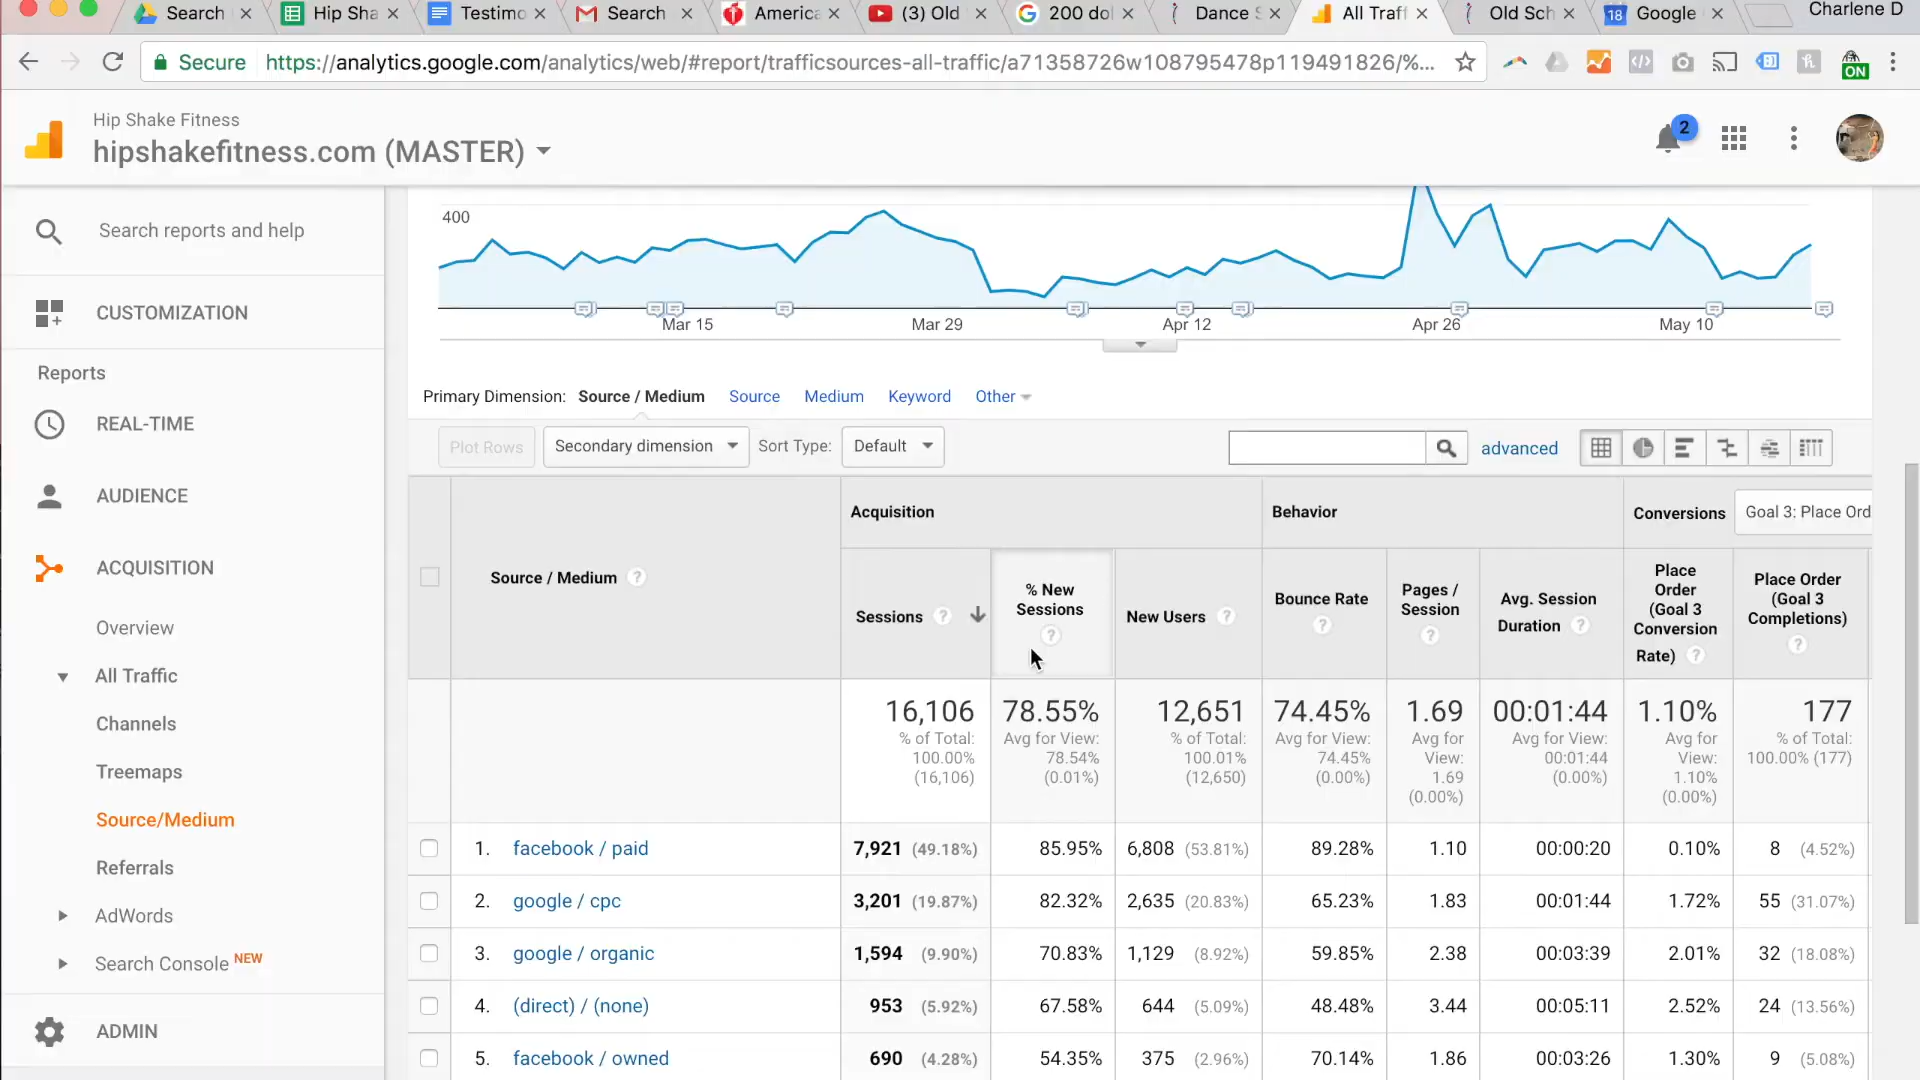 Search
Hip Sha
Testimo
Search
America
(3) Old
200 dol
Dance S
All Traff
Old Sch
18
Google
Charlene D
Secure
https://analytics.google.com/analytics/web/#report/trafficsources-all-traffic/a71358726w108795478p119491826/%...
ON
Hip Shake Fitness
hipshakefitness.com (MASTER)
2
Search reports and help
CUSTOMIZATION
Reports
REAL-TIME
AUDIENCE
ACQUISITION
Overview
All Traffic
Channels
Treemaps
Source/Medium
Referrals
AdWords
Search Console NEW
ADMIN
400
Mar 15
Mar 29
Apr 12
Apr 26
May 10
Primary Dimension: Source / Medium Source Medium Keyword Other
Plot Rows Secondary dimension Sort Type: Default advanced
Acquisition Behavior Conversions Goal 3: Place Ord
Source / Medium ?
Sessions ?
% New
Sessions
?
New Users ?
Bounce Rate
?
Pages /
Session
?
Avg. Session
Duration ?
Place
Order
(Goal 3
Conversion
Rate) ?
Place Order
(Goal 3
Completions)
?
16,106
% of Total:
100.00%
(16,106)
78.55%
Avg for View:
78.54%
(0.01%)
12,651
% of Total:
100.01%
(12,650)
74.45%
Avg for View:
74.45%
(0.00%)
1.69
Avg for
View:
1.69
(0.00%)
00:01:44
Avg for View:
00:01:44
(0.00%)
1.10%
Avg for
View:
1.10%
(0.00%)
177
% of Total:
100.00% (177)
1. facebook / paid 7,921 (49.18%) 85.95% 6,808 (53.81%) 89.28% 1.10 00:00:20 0.10% 8 (4.52%)
2. google / cpc 3,201 (19.87%) 82.32% 2,635 (20.83%) 65.23% 1.83 00:01:44 1.72% 55 (31.07%)
3. google / organic 1,594 (9.90%) 70.83% 1,129 (8.92%) 59.85% 2.38 00:03:39 2.01% 32 (18.08%)
4. (direct) / (none) 953 (5.92%) 67.58% 644 (5.09%) 48.48% 3.44 00:05:11 2.52% 24 (13.56%)
5. facebook / owned 690 (4.28%) 54.35% 375 (2.96%) 70.14% 1.86 00:03:26 1.30% 9 (5.08%)